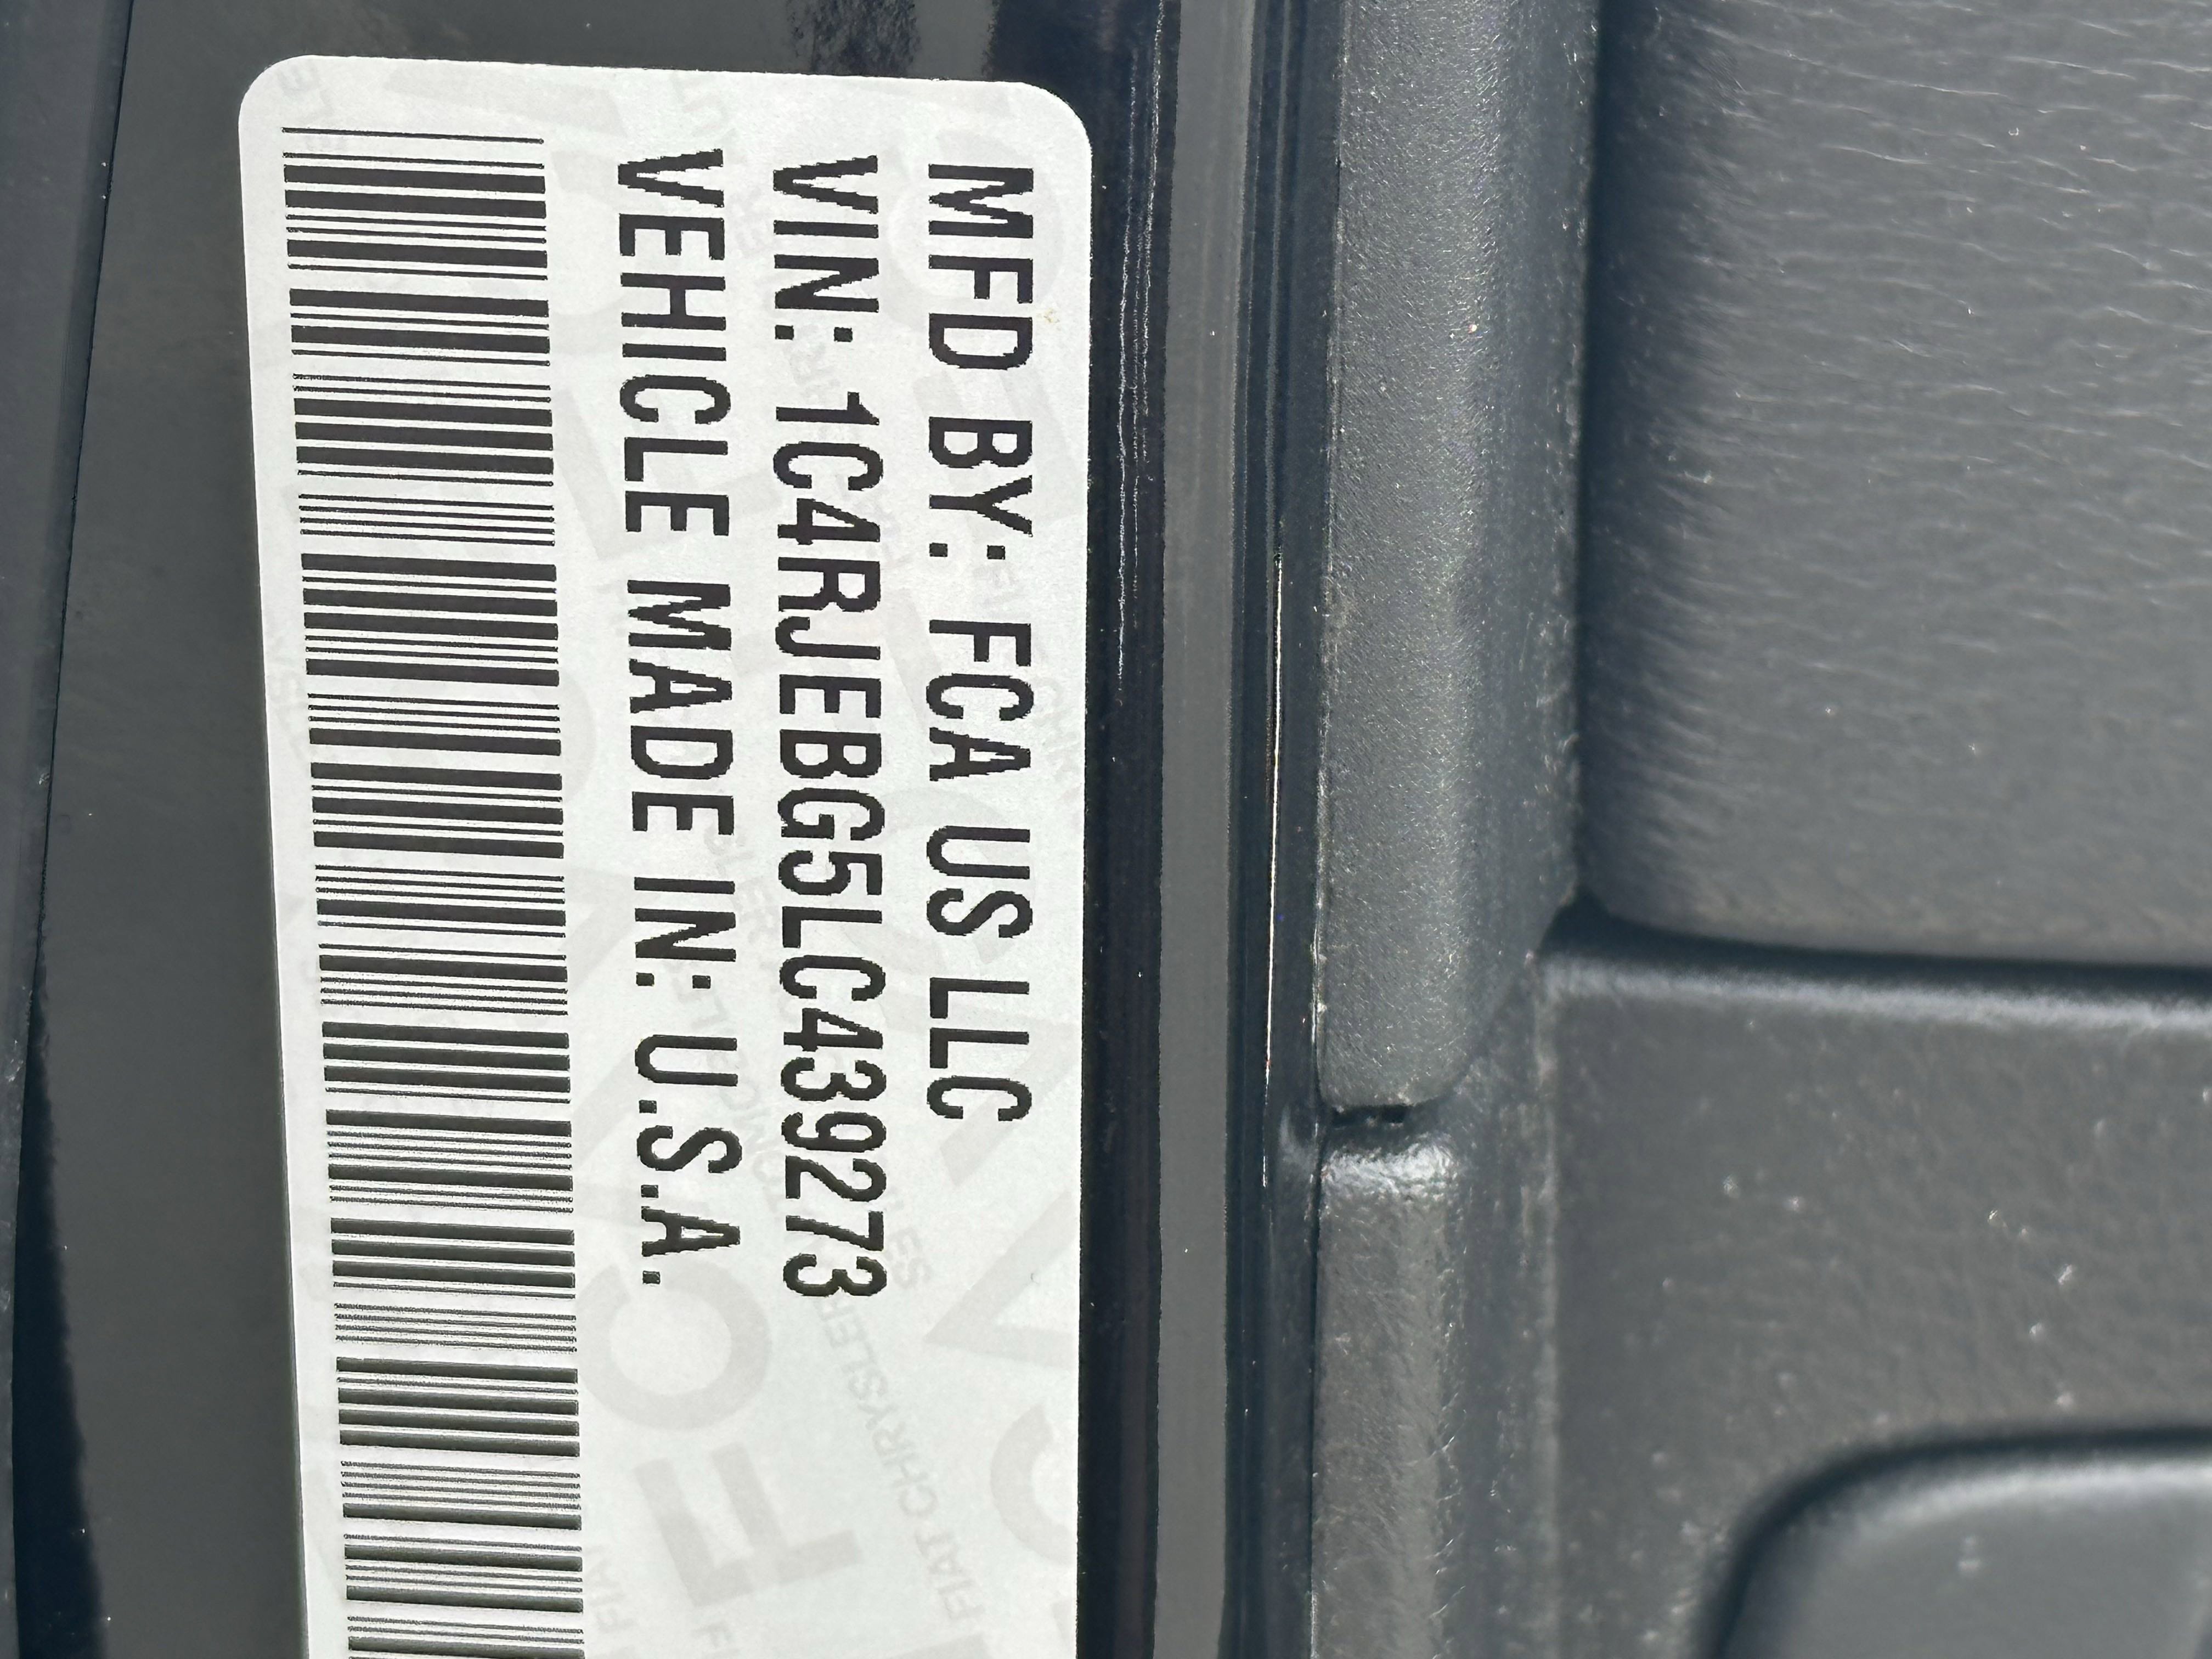 MFD BY: FCA US LLC
VIN: 1C4RJEBG5LC439273
VEHICLE MADE IN: U.S.A.